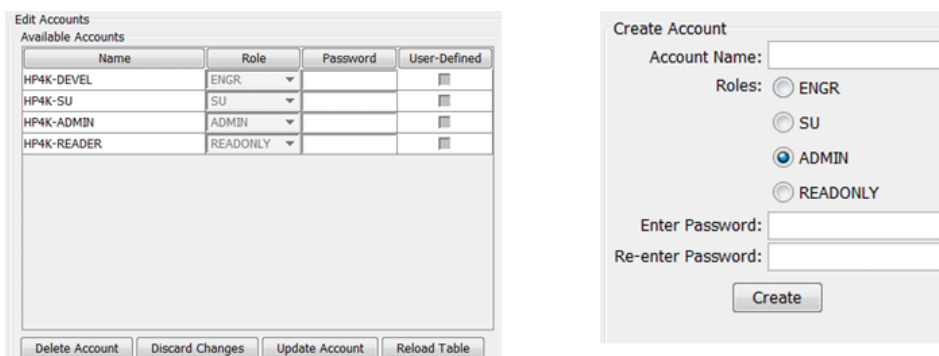 Edit Accounts
Available Accounts
Name Role Password User-Defined
HP4K-DEVEL ENGR
HP4K-SU SU
HP4K-ADMIN ADMIN
HP4K-READER READONLY
Delete Account Discard Changes Update Account Reload Table
Create Account
Account Name:
Roles: ENGR
SU
ADMIN
READONLY
Enter Password:
Re-enter Password:
Create